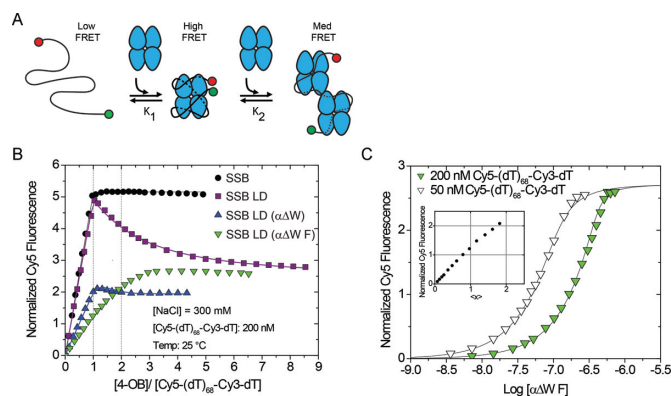 A
Low
FRET
High
FRET
Med
FRET
K1
K2
B
Normalized Cy5 Fluorescence
6
5
4
3
2
1
0
SSB
SSB LD
SSB LD (αΔW)
SSB LD (αΔW F)
[NaCl] = 300 mM
[Cy5-(dT)68-Cy3-dT]: 200 nM
Temp: 25 °C
0 1 2 3 4 5 6 7 8 9
[4-OB]/ [Cy5-(dT)68-Cy3-dT]
C
Normalized Cy5 Fluorescence
3
2
1
0
200 nM Cy5-(dT)68-Cy3-dT
50 nM Cy5-(dT)68-Cy3-dT
Normalized Cy5 Fluorescence
2
1
0
0 1 2
-9.0 -8.5 -8.0 -7.5 -7.0 -6.5 -6.0 -5.5
Log [αΔW F]